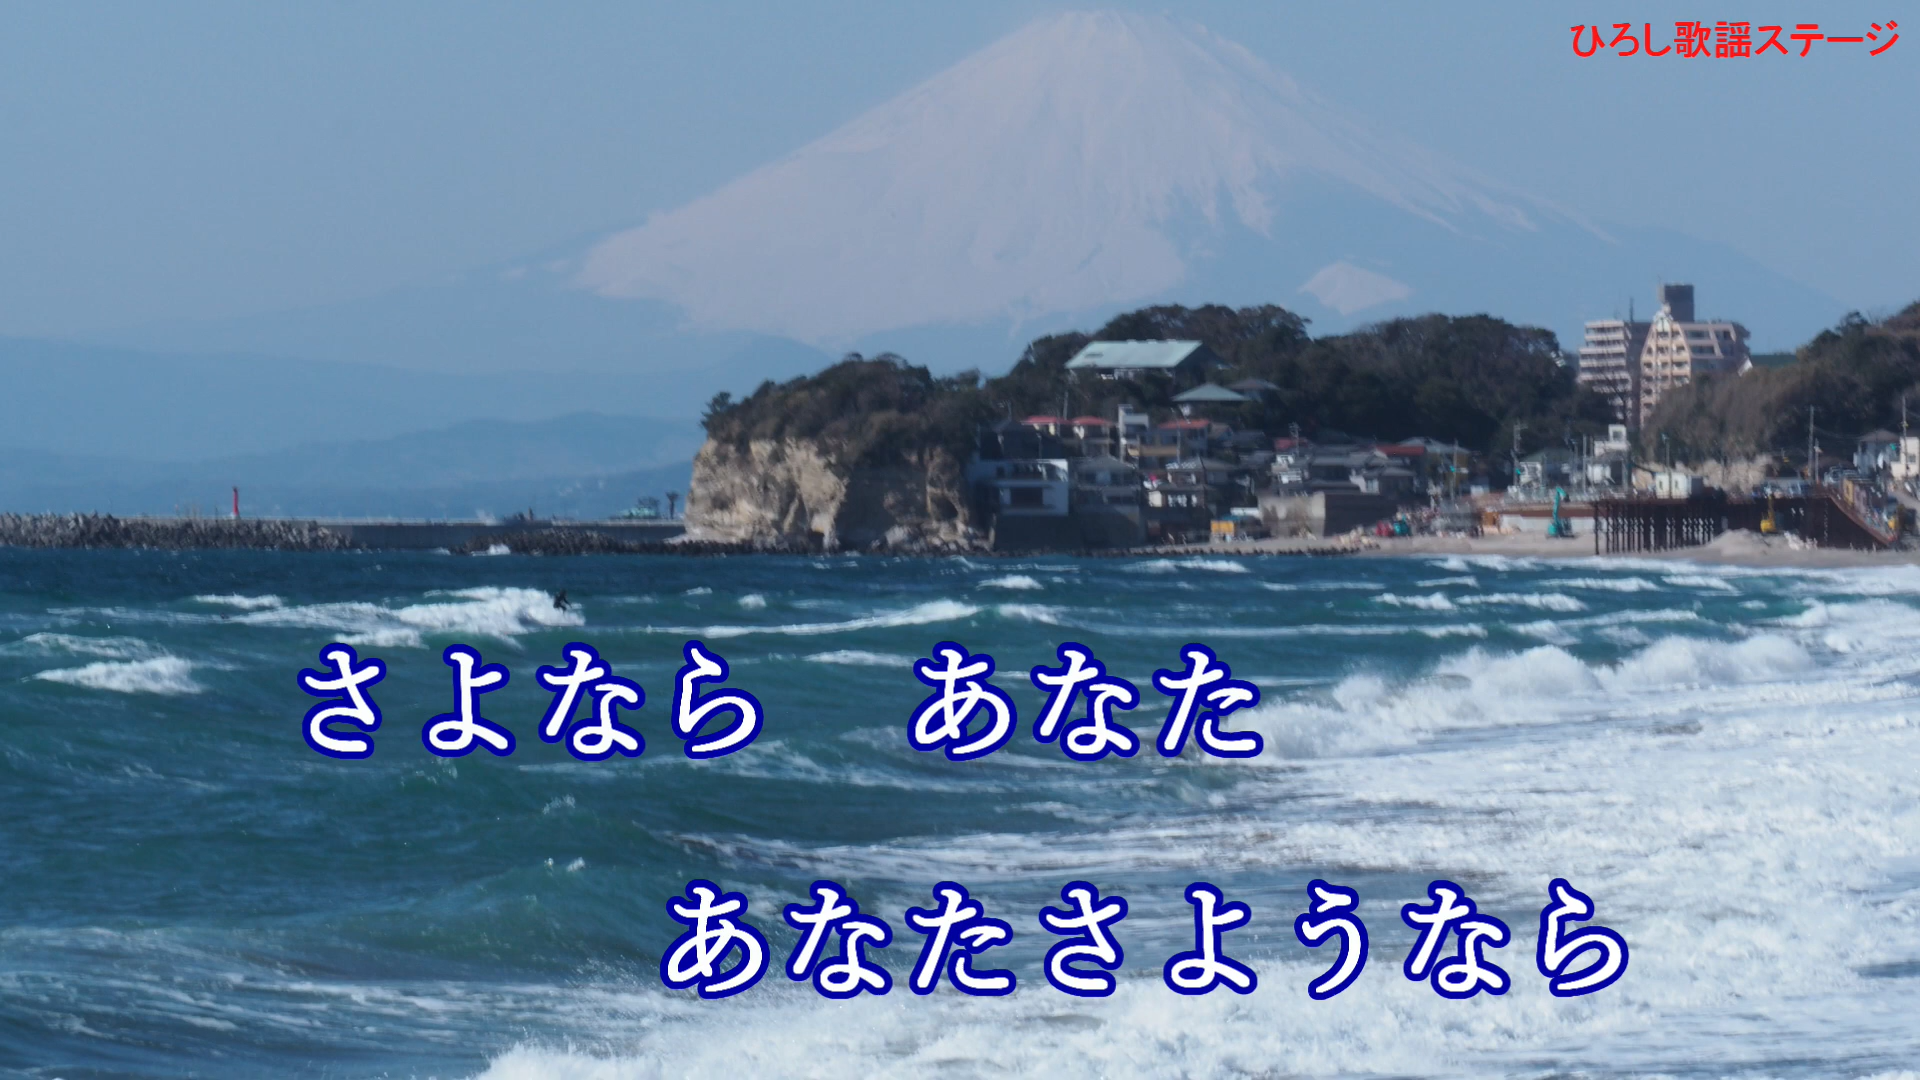 ひろし歌謡ステージ
さよなら　あなた
あなたさようなら